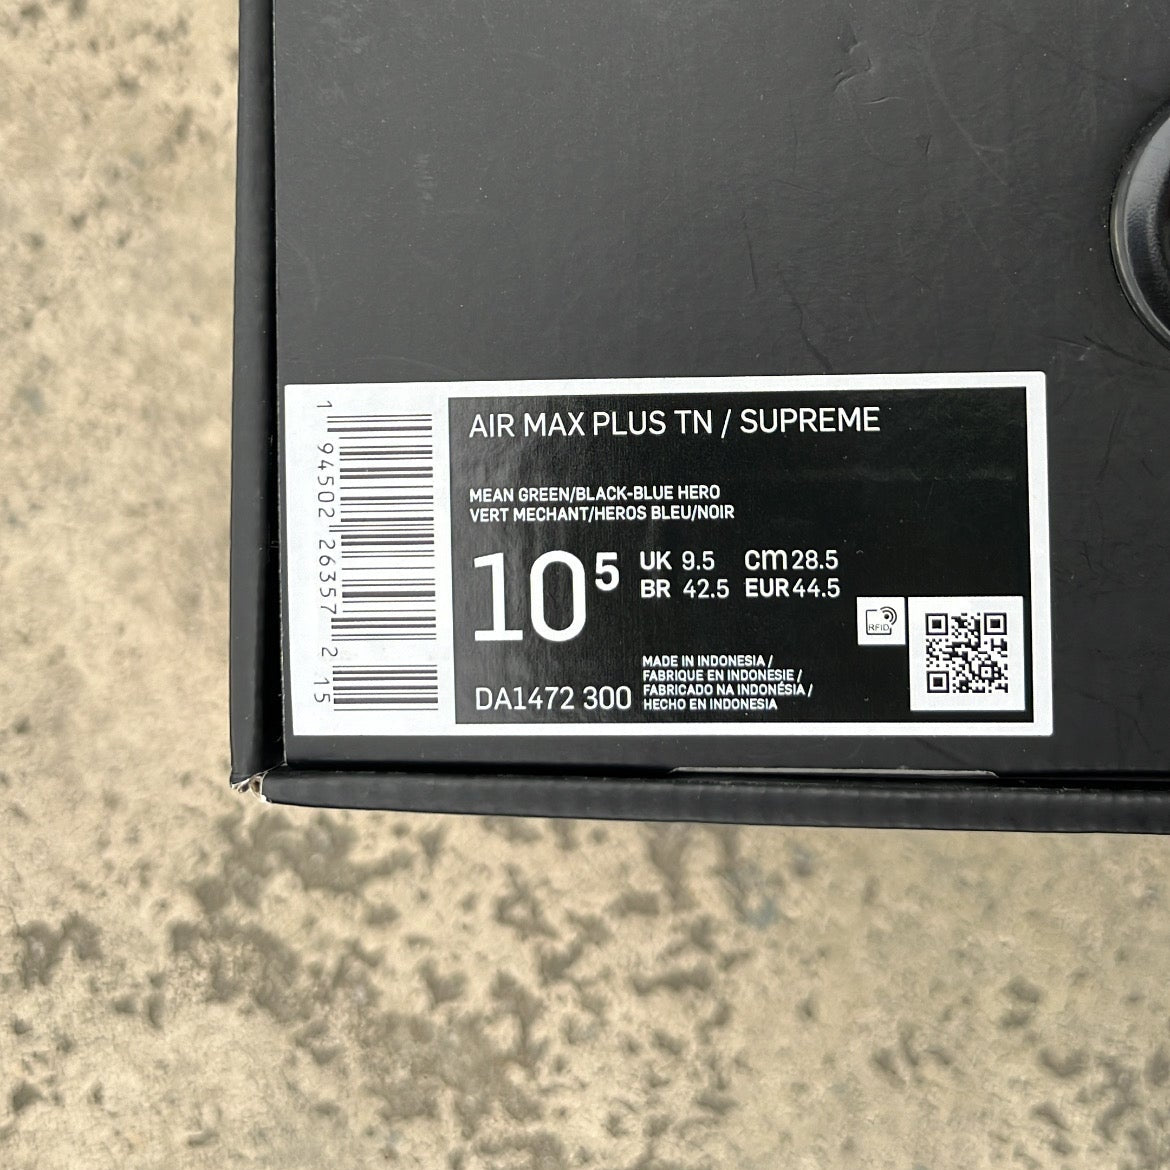 AIR MAX PLUS TN / SUPREME
MEAN GREEN/BLACK-BLUE HERO
VERT MECHANT/HEROS BLEU/NOIR
10 5
UK 9.5 cm 28.5
BR 42.5 EUR 44.5
DA1472 300
MADE IN INDONESIA /
FABRIQUE EN INDONESIE /
FABRICADO NA INDONÉSIA /
HECHO EN INDONESIA
RFID
1 94502 26357 2 15